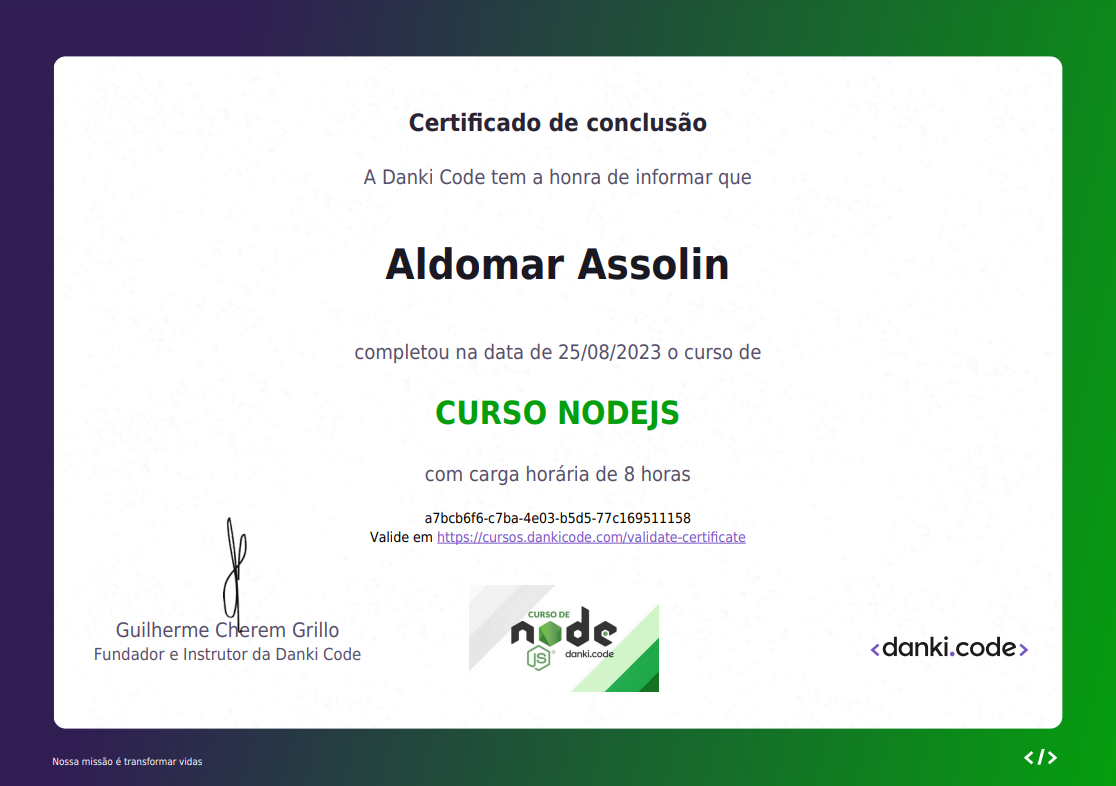 Certificado de conclusão
A Danki Code tem a honra de informar que
Aldomar Assolin
completou na data de 25/08/2023 o curso de
CURSO NODEJS
com carga horária de 8 horas
a7bcb6f6-c7ba-4e03-b5d5-77c169511158
Valide em https://cursos.dankicode.com/validate-certificate
Guilherme Cherem Grillo
Fundador e Instrutor da Danki Code
CURSO DE
node
JS
danki.code
<danki.code>
Nossa missão é transformar vidas
</>